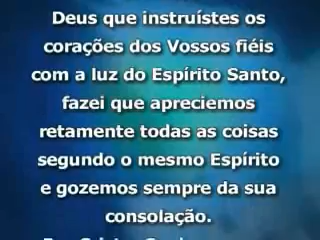 Deus que instruístes os
corações dos Vossos fiéis
com a luz do Espírito Santo,
fazei que apreciemos
retamente todas as coisas
segundo o mesmo Espírito
e gozemos sempre da sua
consolação.